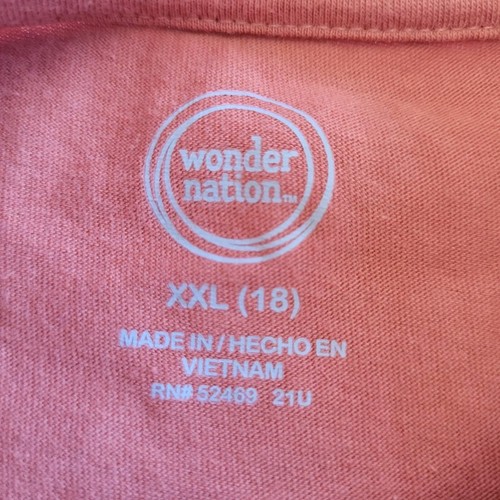 wonder
nation™
XXL (18)
MADE IN / HECHO EN
VIETNAM
RN# 52469 21U